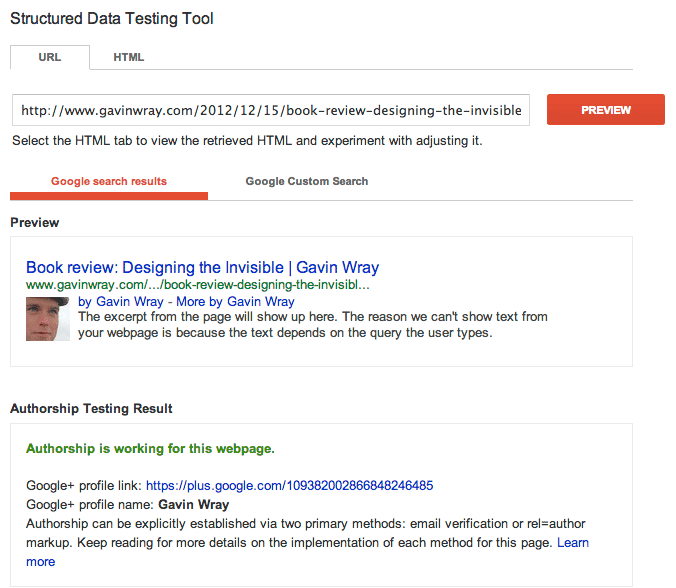 Structured Data Testing Tool
URL
HTML
http://www.gavinwray.com/2012/12/15/book-review-designing-the-invisible
PREVIEW
Select the HTML tab to view the retrieved HTML and experiment with adjusting it.
Google search results
Google Custom Search
Preview
Book review: Designing the Invisible | Gavin Wray
www.gavinwray.com/.../book-review-designing-the-invisibl...
by Gavin Wray - More by Gavin Wray
The excerpt from the page will show up here. The reason we can't show text from
your webpage is because the text depends on the query the user types.
Authorship Testing Result
Authorship is working for this webpage.
Google+ profile link: https://plus.google.com/109382002866848246485
Google+ profile name: Gavin Wray
Authorship can be explicitly established via two primary methods: email verification or rel=author
markup. Keep reading for more details on the implementation of each method for this page. Learn
more